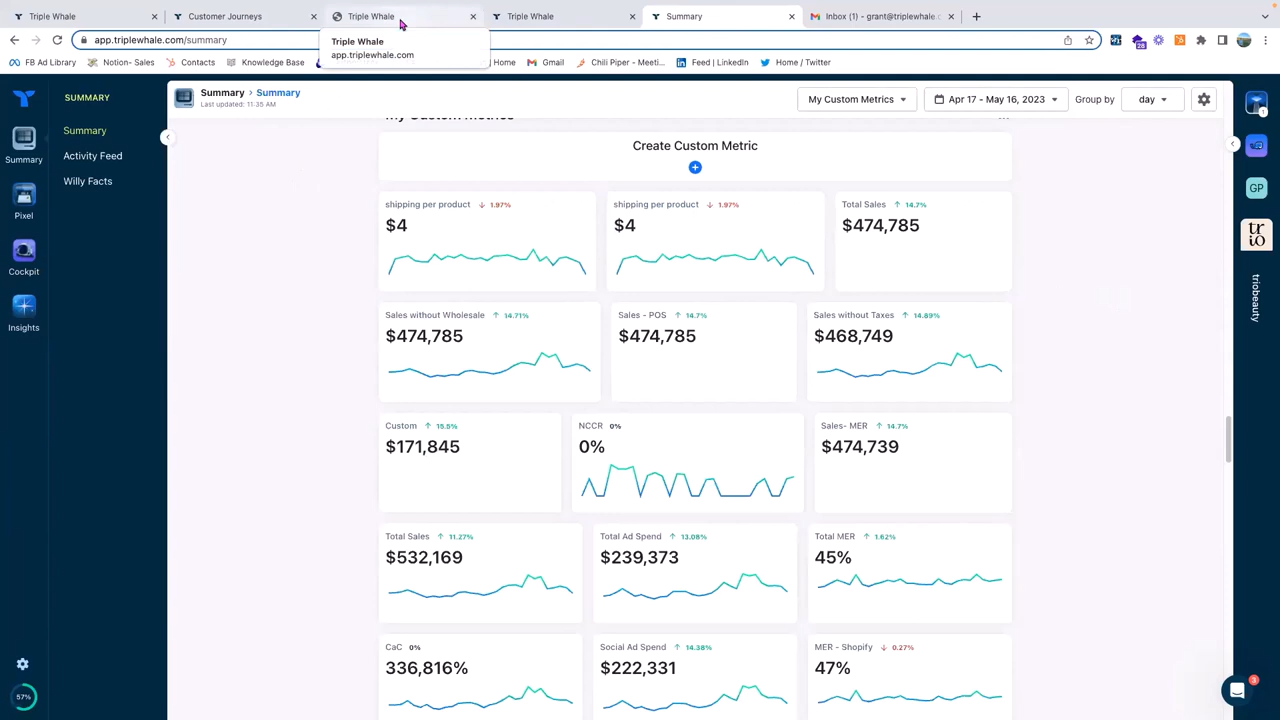 Triple Whale
Customer Journeys
Triple Whale
Triple Whale
Summary
Inbox (1) - grant@triplewhale.c
app.triplewhale.com/summary
Triple Whale
app.triplewhale.com
28
FB Ad Library
Notion- Sales
Contacts
Knowledge Base
Home
Gmail
Chili Piper - Meeti...
Feed | LinkedIn
Home / Twitter
SUMMARY
Summary
Activity Feed
Willy Facts
Summary
Pixel
Cockpit
Insights
57%
Summary › Summary
Last updated: 11:35 AM
My Custom Metrics
Apr 17 - May 16, 2023
Group by
day
Create Custom Metric
shipping per product ↓ 1.97%
$4
shipping per product ↓ 1.97%
$4
Total Sales ↑ 14.7%
$474,785
Sales without Wholesale ↑ 14.71%
$474,785
Sales - POS ↑ 14.7%
$474,785
Sales without Taxes ↑ 14.89%
$468,749
Custom ↑ 15.5%
$171,845
NCCR 0%
0%
Sales- MER ↑ 14.7%
$474,739
Total Sales ↑ 11.27%
$532,169
Total Ad Spend ↑ 13.08%
$239,373
Total MER ↑ 1.62%
45%
CaC 0%
336,816%
Social Ad Spend ↑ 14.38%
$222,331
MER - Shopify ↓ 0.27%
47%
1
GP
trio
triobeauty
3